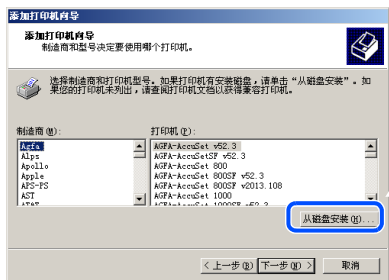 添加打印机向导
添加打印机向导
制造商和型号决定要使用哪个打印机。
选择制造商和打印机型号。如果打印机有安装磁盘，请单击“从磁盘安装”。如
果您的打印机未列出，请查阅打印机文档以获得兼容打印机。
制造商(M):
打印机(P):
Agfa
Alps
Apollo
Apple
APS-PS
AST
AT&T
AGFA-AccuSet v52.3
AGFA-AccuSetSF v52.3
AGFA-AccuSet 800
AGFA-AccuSet 800SF v52.3
AGFA-AccuSet 800SF v2013.108
AGFA-AccuSet 1000
AGFA-AccuSet 1000SF v52.3
从磁盘安装(H)...
< 上一步(B)
下一步(N) >
取消